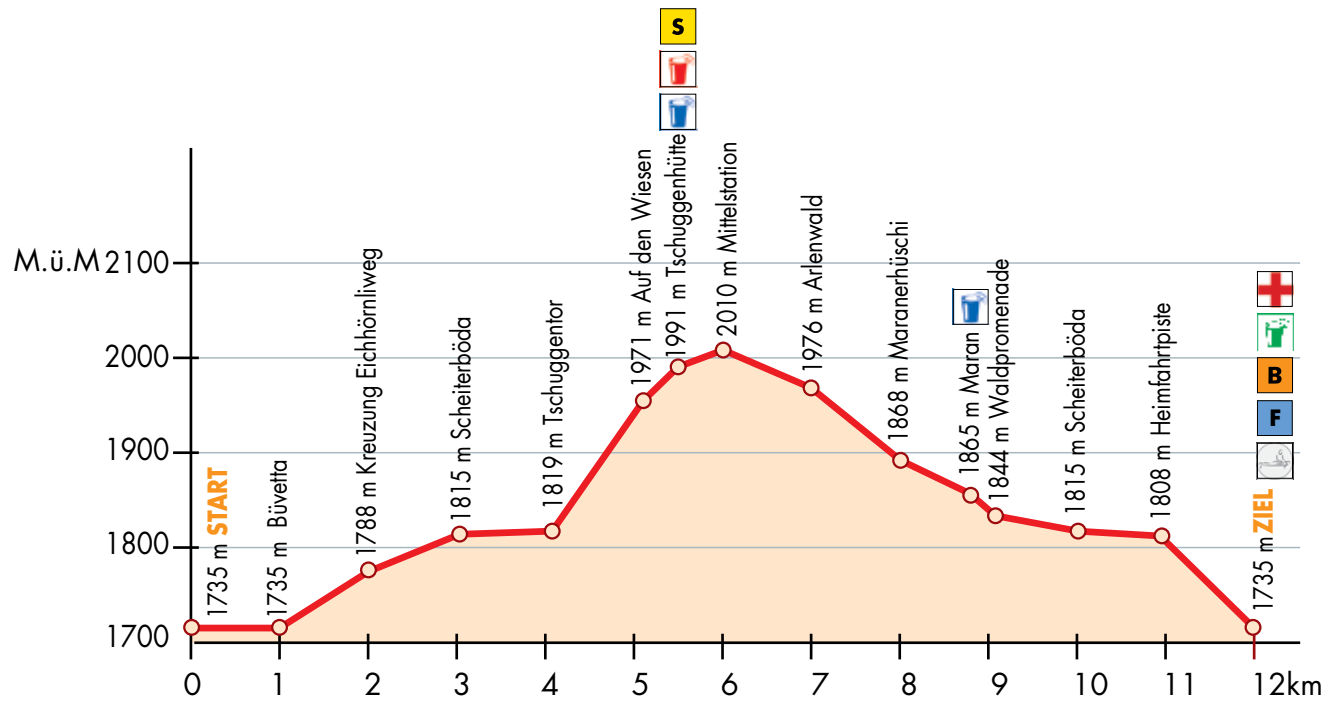 S
M.ü.M 2100
2000
1900
1800
1700
1735 m START
1735 m Büvetta
1788 m Kreuzung Eichhörnliweg
1815 m Scheiterböda
1819 m Tschuggentor
1971 m Auf den Wiesen
1991 m Tschuggenhütte
2010 m Mittelstation
1976 m Arlenwald
1868 m Maranerhüschi
1865 m Maran
1844 m Waldpromenade
1815 m Scheiterböda
1808 m Heimfahrtpiste
1735 m ZIEL
B
F
0 1 2 3 4 5 6 7 8 9 10 11 12km